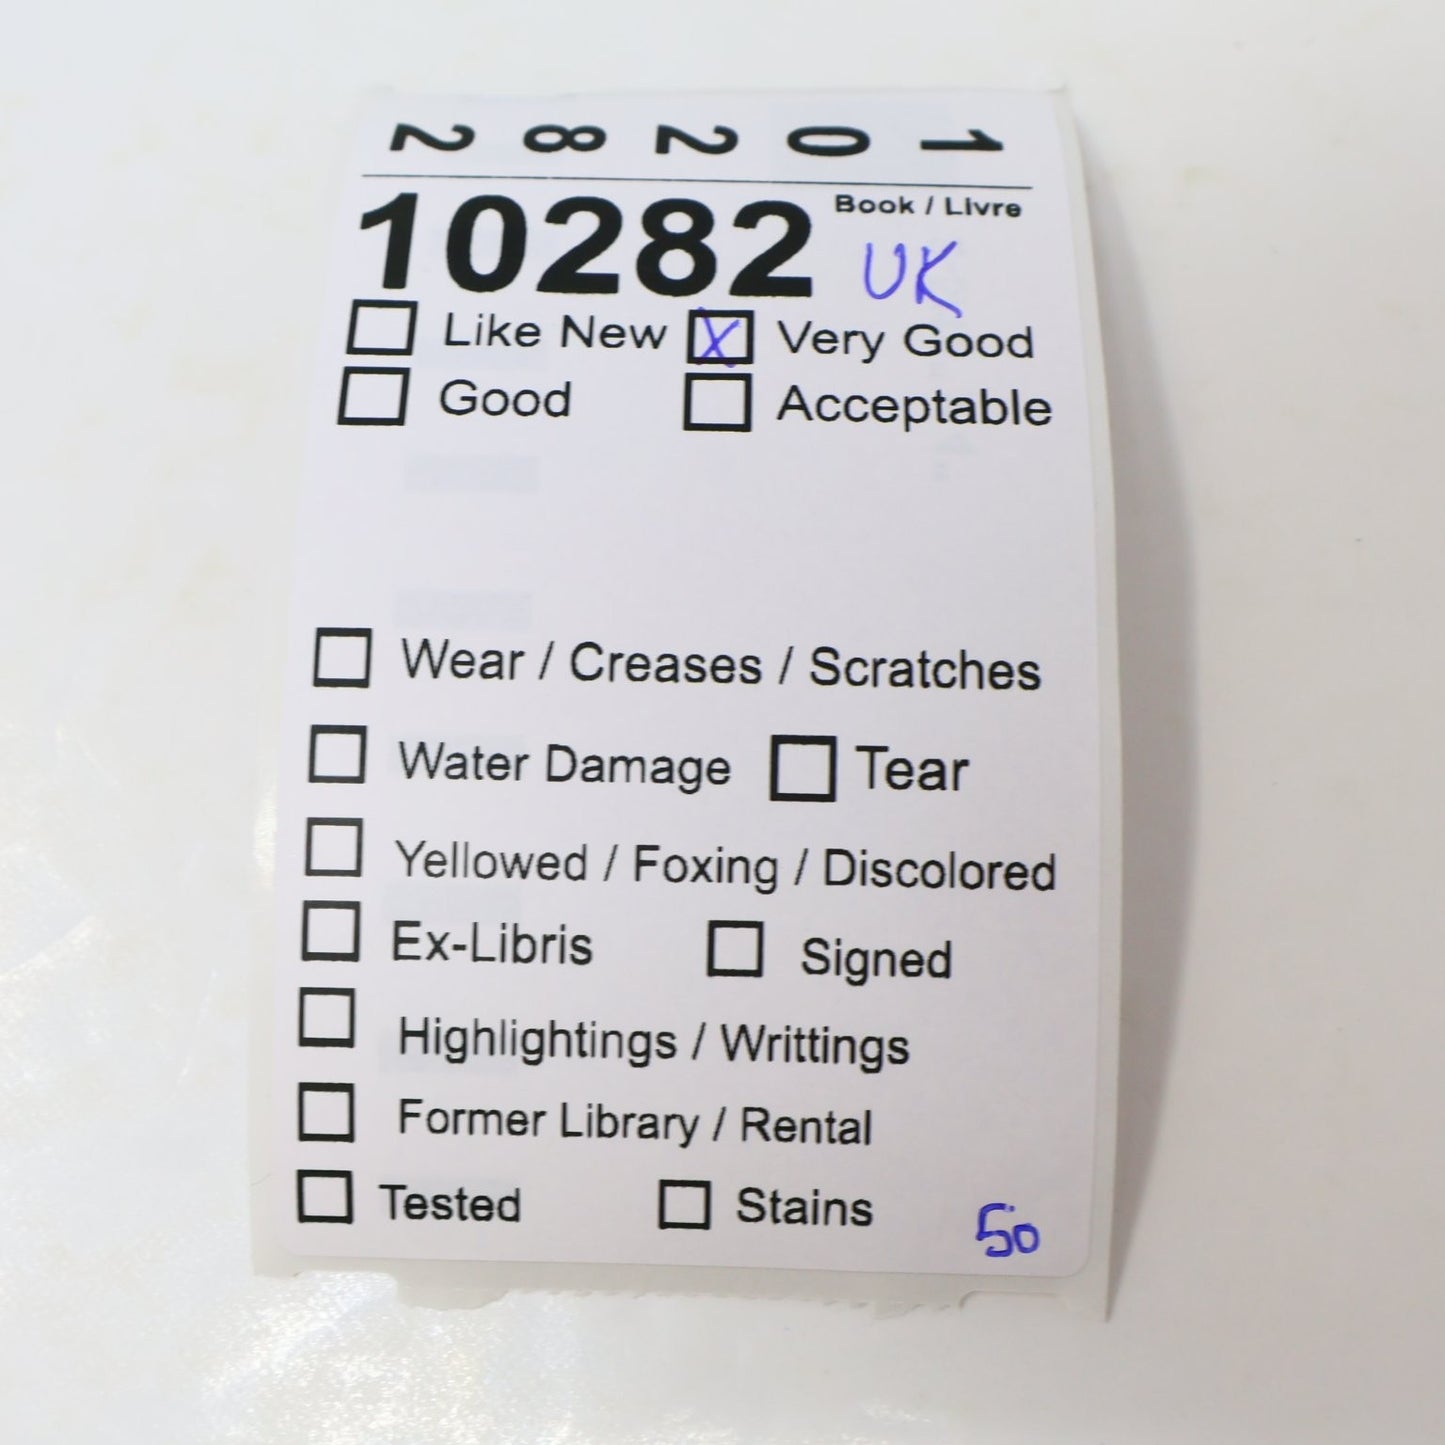 10282
10282 Book / Livre
UK
Like New X Very Good
Good Acceptable
Wear / Creases / Scratches
Water Damage Tear
Yellowed / Foxing / Discolored
Ex-Libris Signed
Highlightings / Writtings
Former Library / Rental
Tested Stains
50